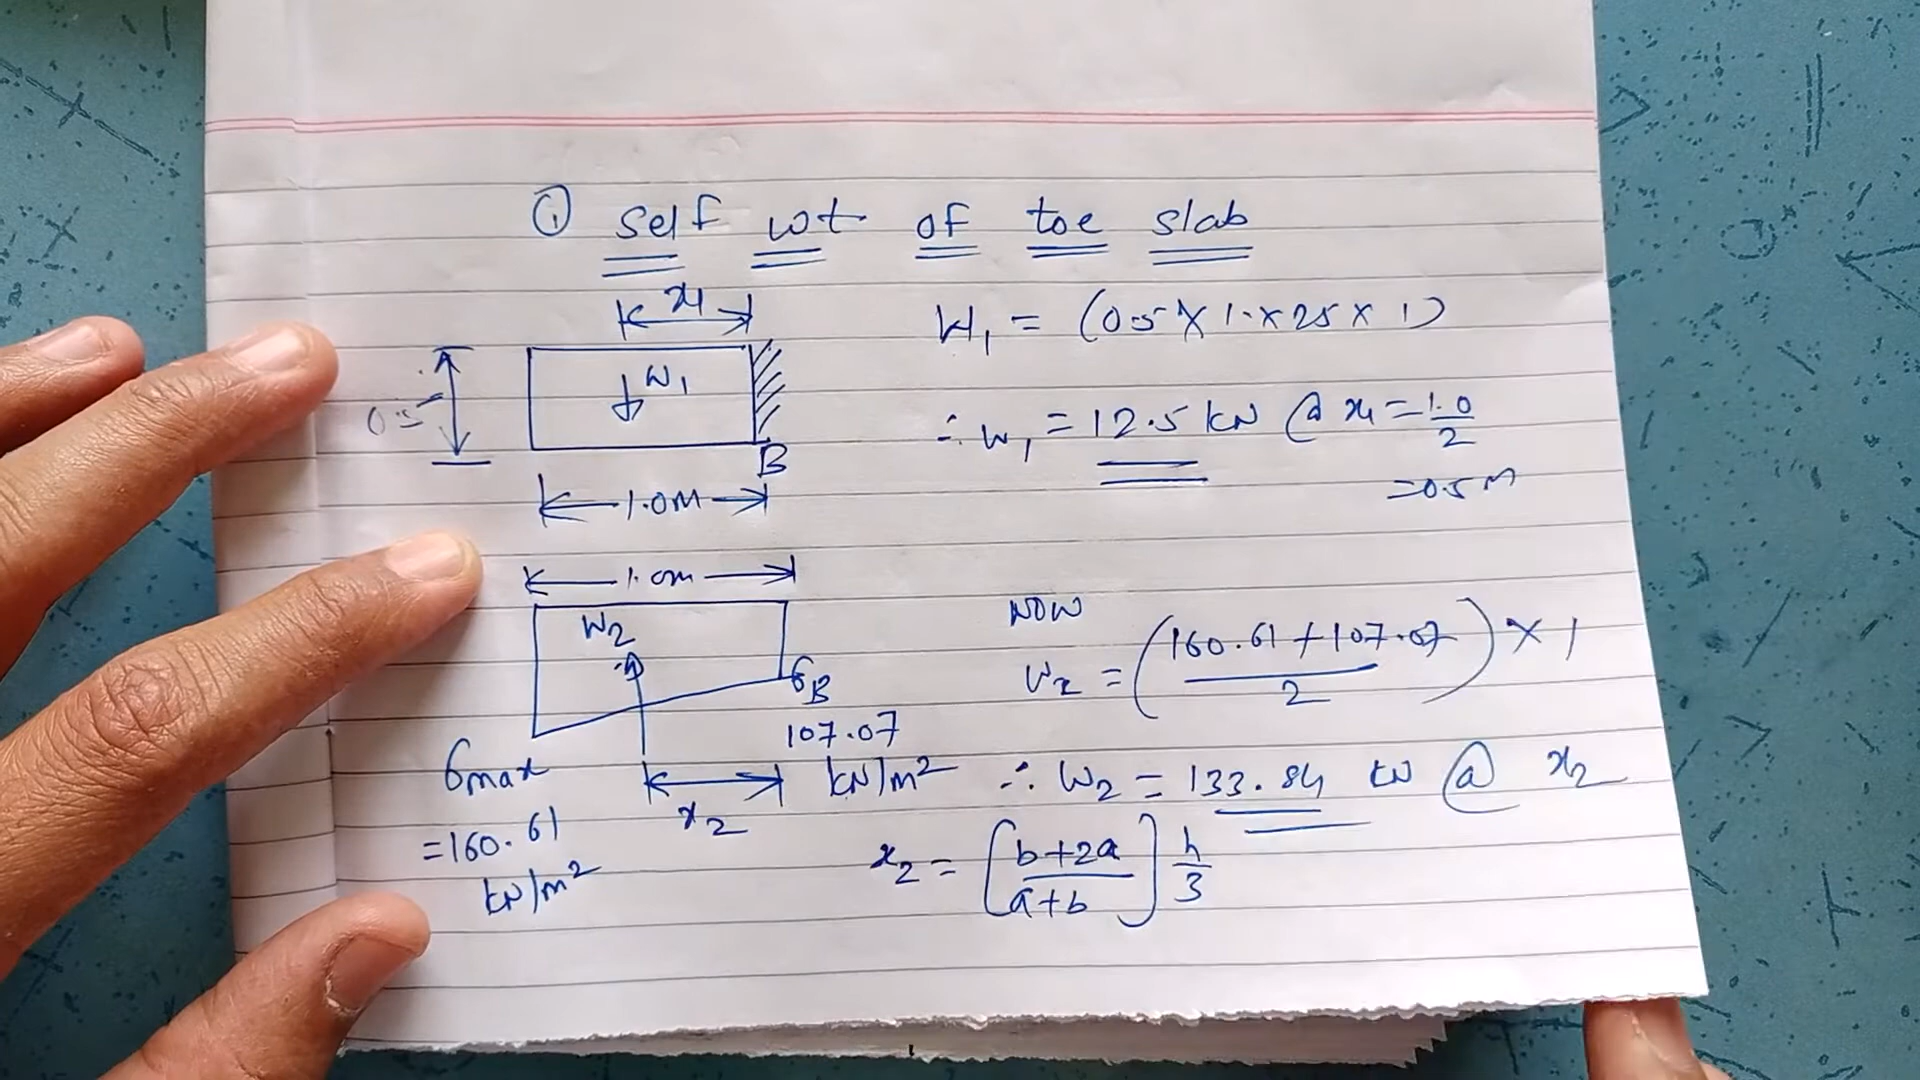 ① self wt of toe slab
x1
W1 = (0.5 X 1. x 25 x 1)
W1
0.5
∴ W1 = 12.5 kN @ x1 = 1.0/2
B
= 0.5 M
1.0M
1.0m
NOW
W2
W2 = (160.61 + 107.07 / 2) X 1
σB
107.07
kN/m²
σmax
= 160.61
kN/m²
x2
∴ W2 = 133.84 kN @ x2
x2 = [b+2a / a+b] h/3